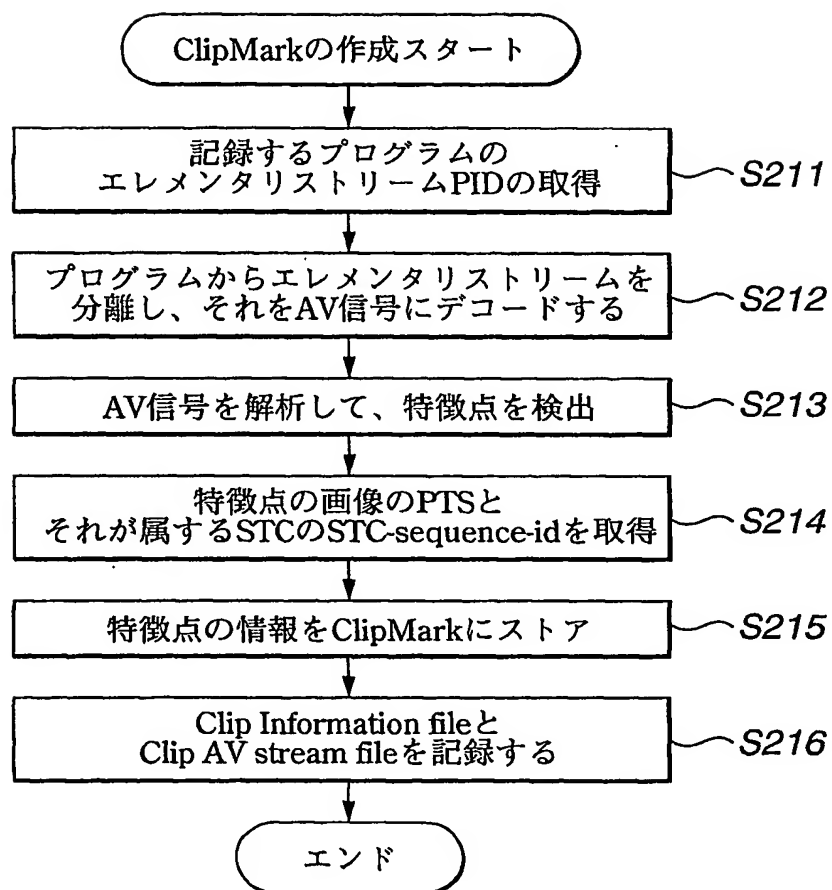 ClipMarkの作成スタート
記録するプログラムの
エレメンタリストリームPIDの取得
S211
プログラムからエレメンタリストリームを
分離し、それをAV信号にデコードする
S212
AV信号を解析して、特徴点を検出
S213
特徴点の画像のPTSと
それが属するSTCのSTC-sequence-idを取得
S214
特徴点の情報をClipMarkにストア
S215
Clip Information fileと
Clip AV stream fileを記録する
S216
エンド